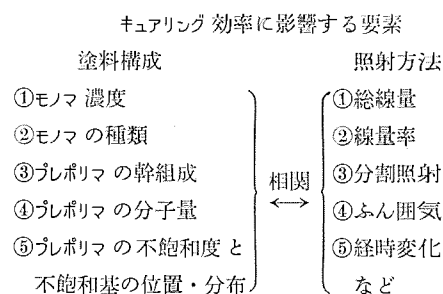 キュアリング 効率に影響する要素
塗料構成
①モノマ 濃度
②モノマ の種類
③プレポリマ の幹組成
④プレポリマ の分子量
⑤プレポリマ の不飽和度 と
不飽和基の位置・分布
相関
照射方法
①総線量
②線量率
③分割照射
④ふん囲気
⑤経時変化
など